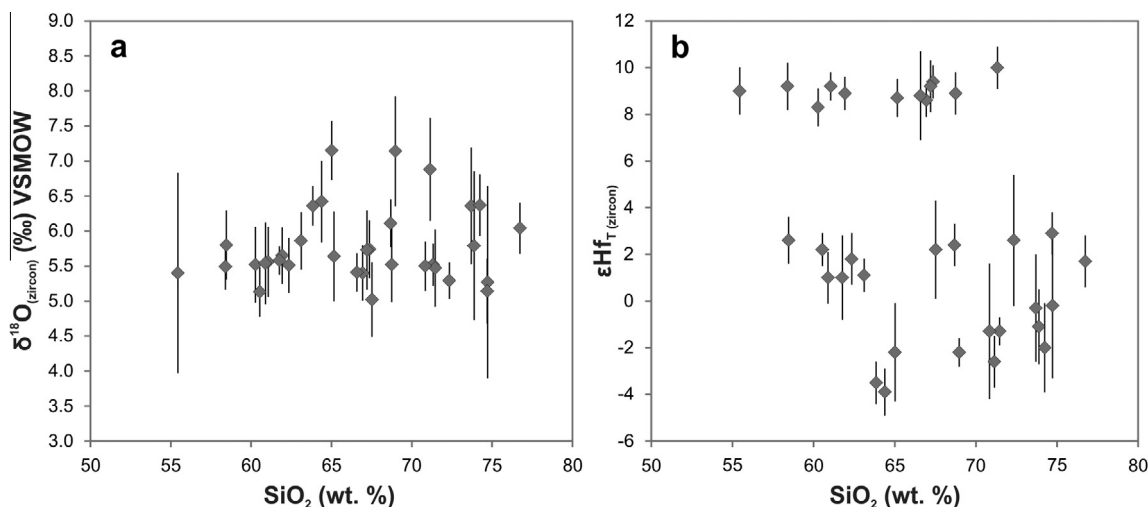 a
9.0
8.5
8.0
7.5
7.0
6.5
6.0
5.5
5.0
4.5
4.0
3.5
3.0
50 55 60 65 70 75 80
δ¹⁸O(zircon) (‰) VSMOW
SiO₂ (wt. %)
b
12
10
8
6
4
2
0
-2
-4
-6
50 55 60 65 70 75 80
εHfT (zircon)
SiO₂ (wt. %)